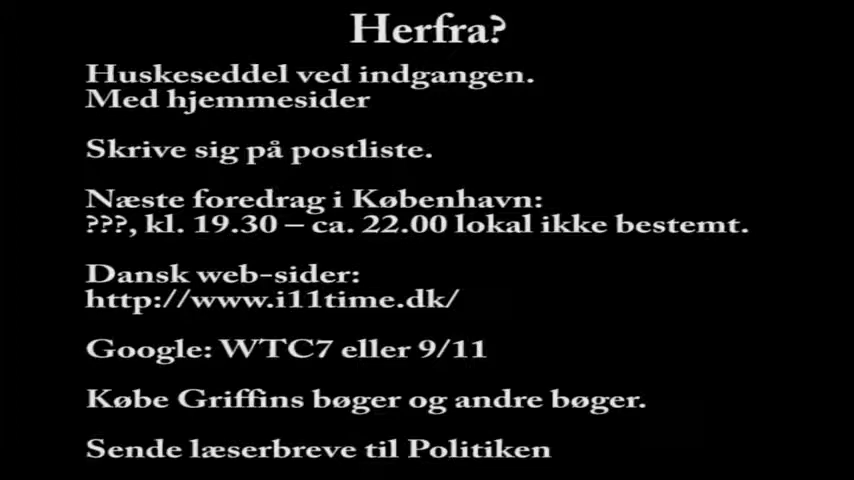 Herfra?
Huskeseddel ved indgangen.
Med hjemmesider
Skrive sig på postliste.
Næste foredrag i København:
???, kl. 19.30 – ca. 22.00 lokal ikke bestemt.
Dansk web-sider:
http://www.i11time.dk/
Google: WTC7 eller 9/11
Købe Griffins bøger og andre bøger.
Sende læserbreve til Politiken